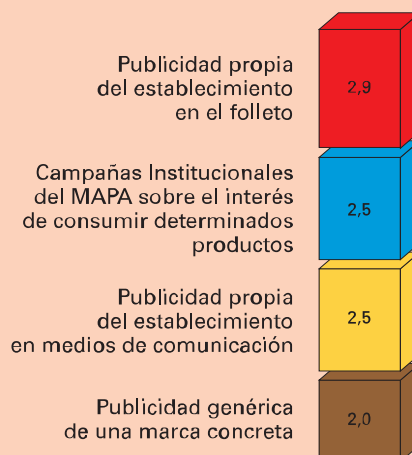 Publicidad propia
del establecimiento
en el folleto
2,9
Campañas Institucionales
del MAPA sobre el interés
de consumir determinados
productos
2,5
Publicidad propia
del establecimiento
en medios de comunicación
2,5
Publicidad genérica
de una marca concreta
2,0